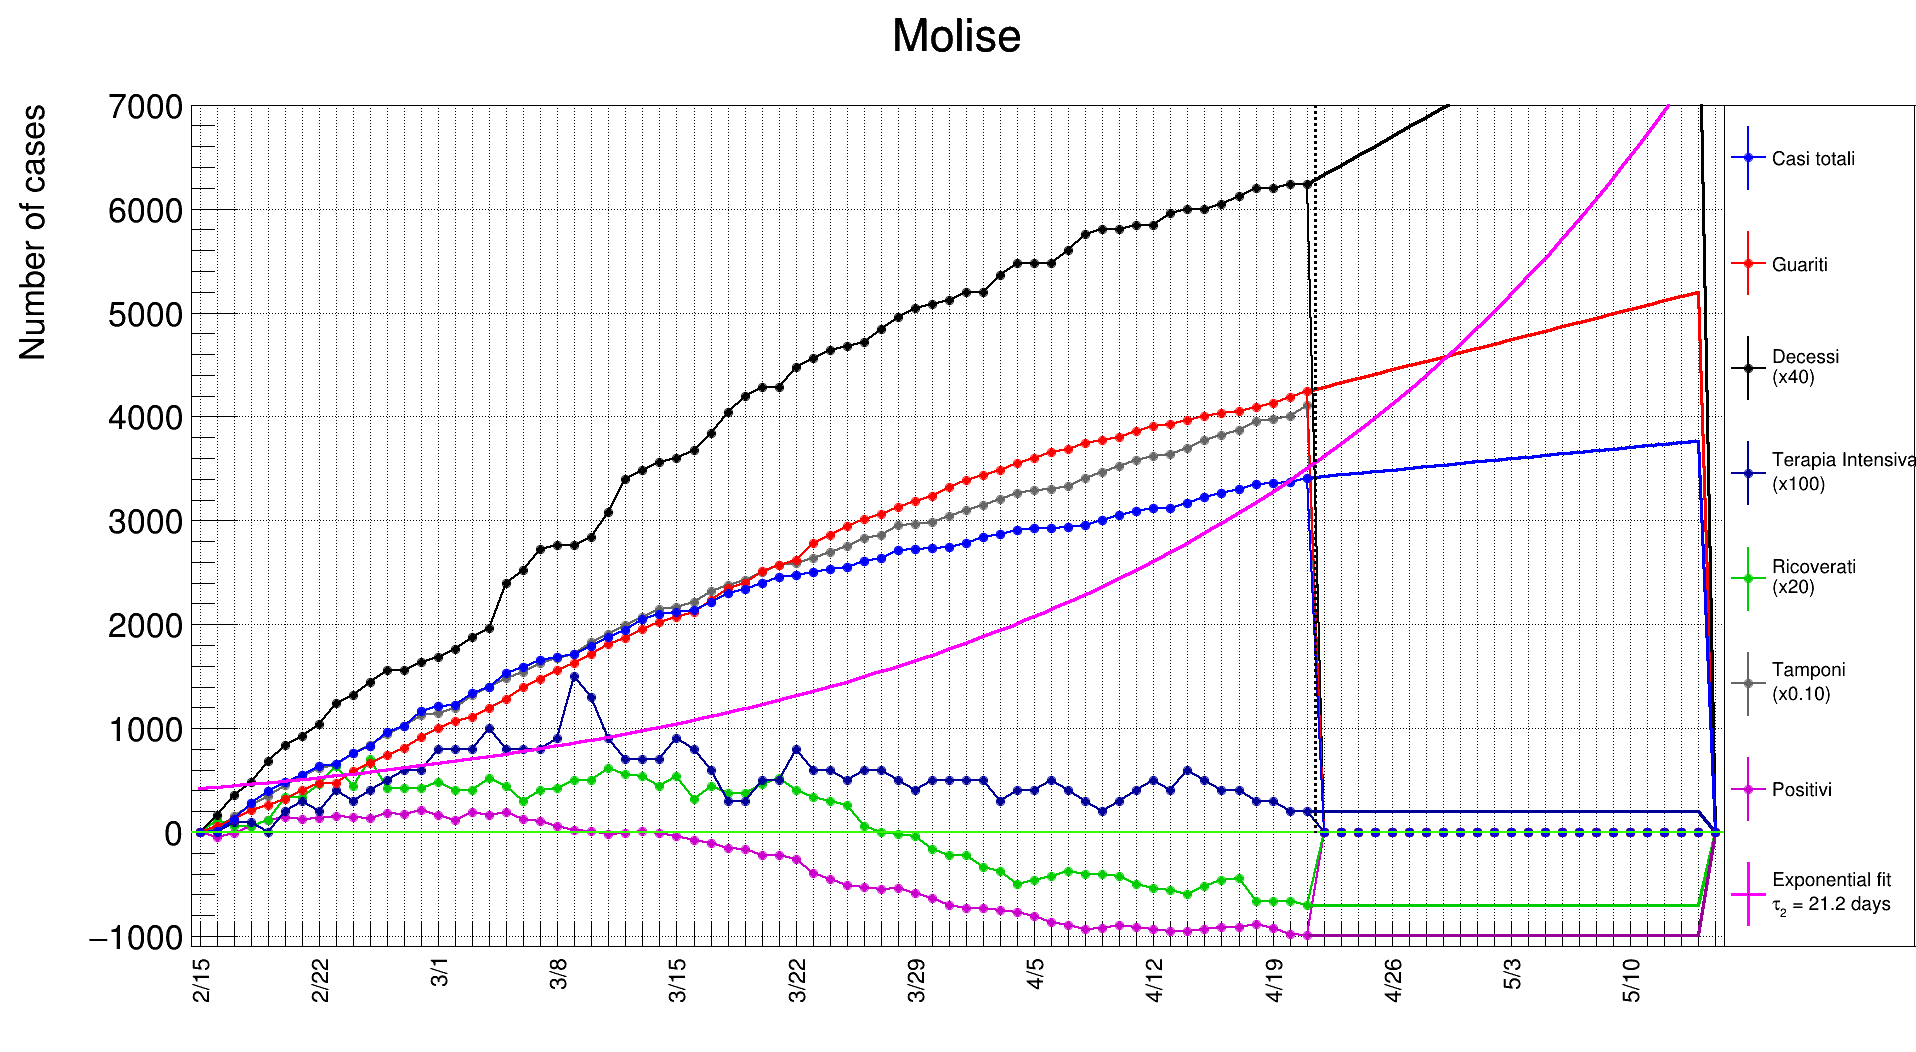 Molise
Number of cases
7000
6000
5000
4000
3000
2000
1000
0
−1000
2/15
2/22
3/1
3/8
3/15
3/22
3/29
4/5
4/12
4/19
4/26
5/3
5/10
Casi totali
Guariti
Decessi
(x40)
Terapia Intensiva
(x100)
Ricoverati
(x20)
Tamponi
(x0.10)
Positivi
Exponential fit
τ2 = 21.2 days